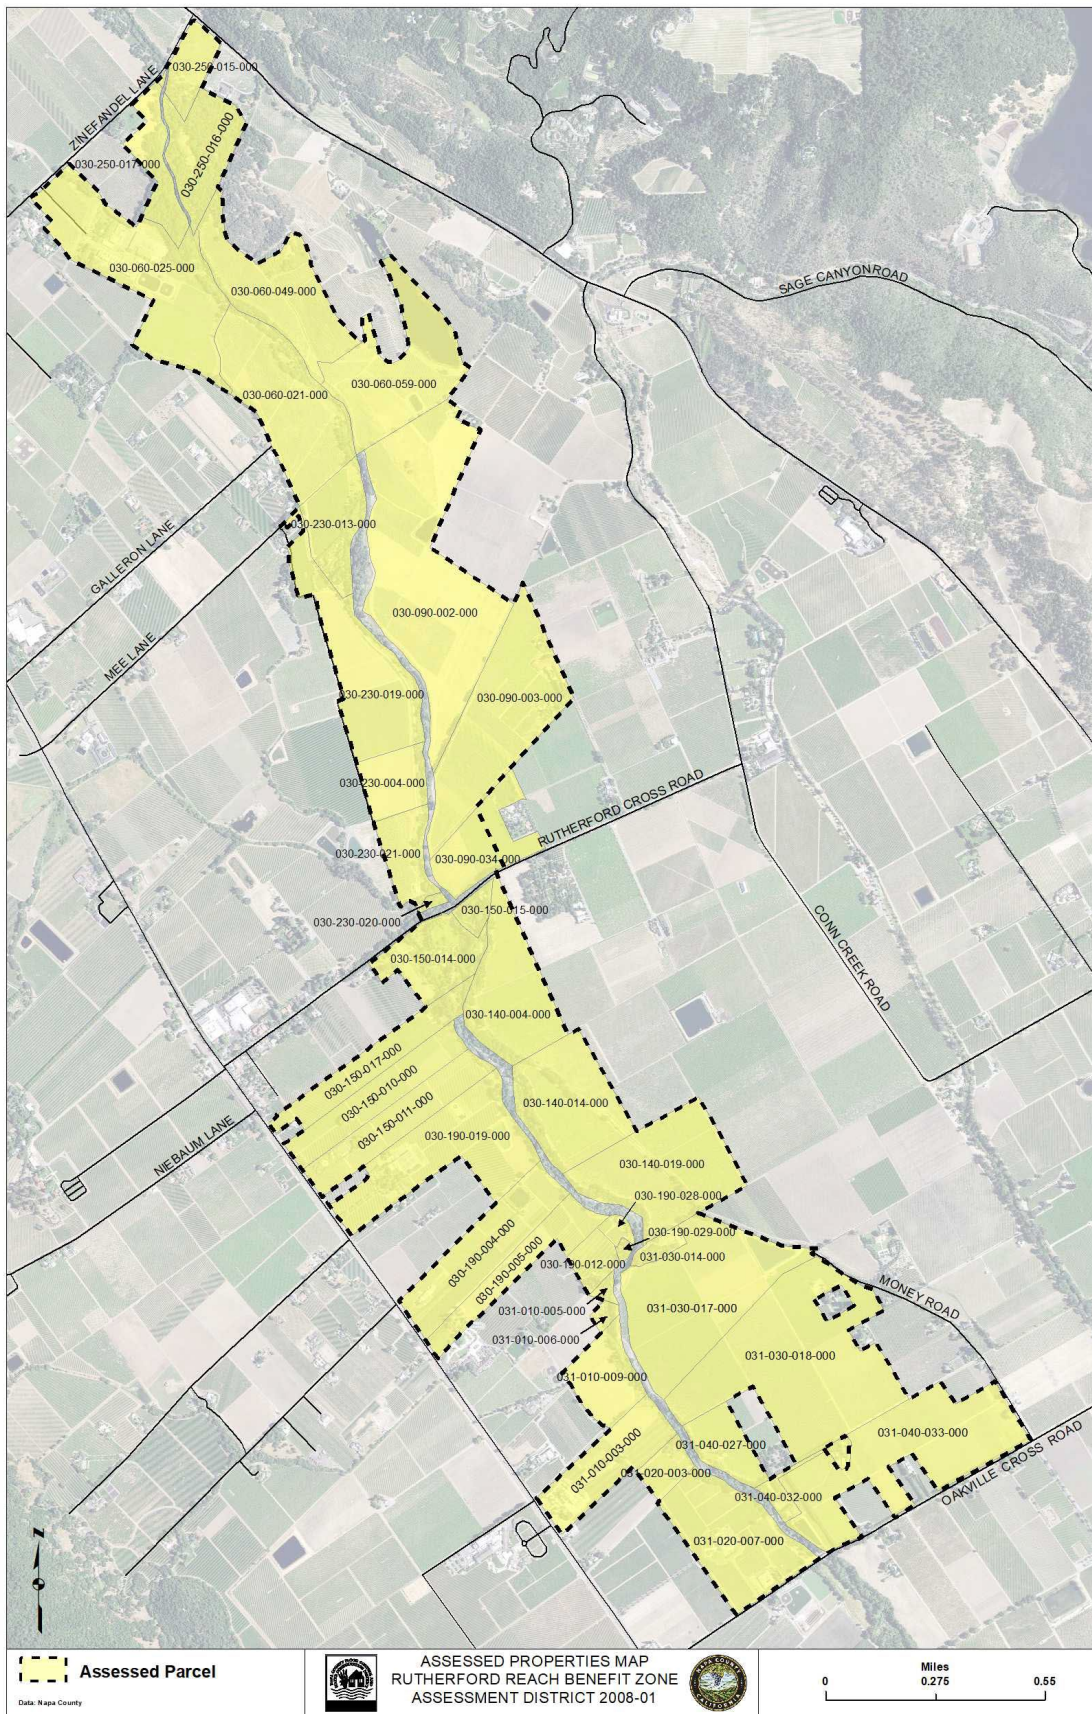 030-250-015-000
ZINFANDEL LANE
030-250-016-000
030-250-017-000
030-060-025-000
030-060-049-000
SAGE CANYON ROAD
030-060-059-000
030-060-021-000
030-230-013-000
GALLERON LANE
030-090-002-000
MEE LANE
030-230-019-000
030-090-003-000
030-230-004-000
RUTHERFORD CROSS ROAD
030-230-021-000
030-090-034-000
030-230-020-000
030-150-015-000
CONN CREEK ROAD
030-150-014-000
030-140-004-000
030-150-017-000
030-150-010-000
030-150-011-000
030-140-014-000
NIEBAUM LANE
030-190-019-000
030-140-019-000
030-190-028-000
030-190-029-000
030-190-004-000
030-190-005-000
030-190-012-000
031-030-014-000
MONEY ROAD
031-010-005-000
031-030-017-000
031-010-006-000
031-030-018-000
031-010-009-000
031-040-033-000
031-010-003-000
031-040-027-000
031-020-003-000
OAKVILLE CROSS ROAD
031-040-032-000
031-020-007-000
N
Assessed Parcel
Data: Napa County
ASSESSED PROPERTIES MAP
RUTHERFORD REACH BENEFIT ZONE
ASSESSMENT DISTRICT 2008-01
NAPA COUNTY
CALIFORNIA
Miles
0 0.275 0.55